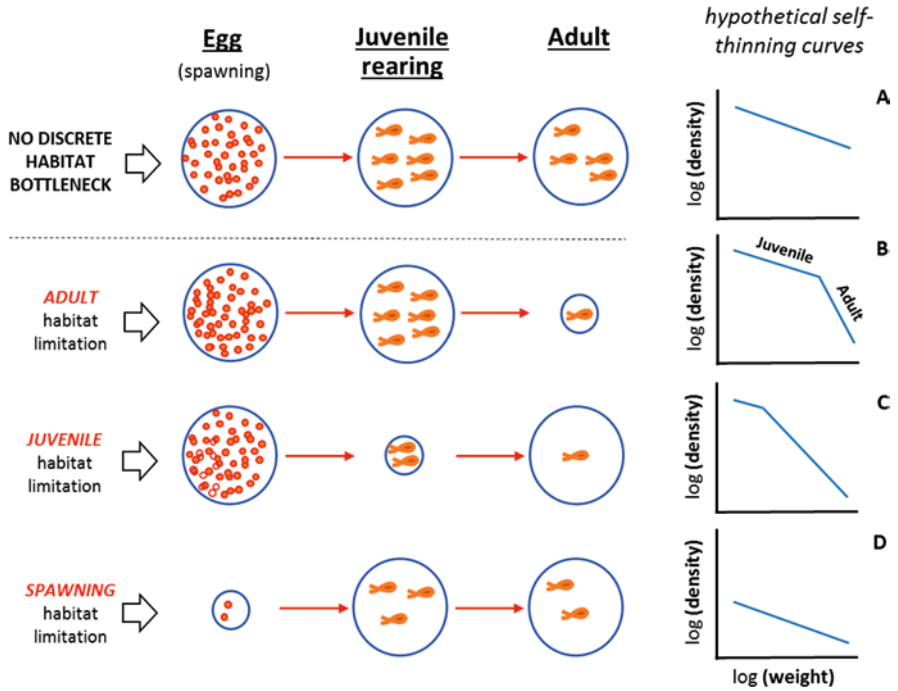 hypothetical self-
thinning curves
Egg
(spawning)
Juvenile
rearing
Adult
NO DISCRETE
HABITAT
BOTTLENECK
A
log (density)
ADULT
habitat
limitation
B
log (density)
Juvenile
Adult
JUVENILE
habitat
limitation
C
log (density)
SPAWNING
habitat
limitation
D
log (density)
log (weight)